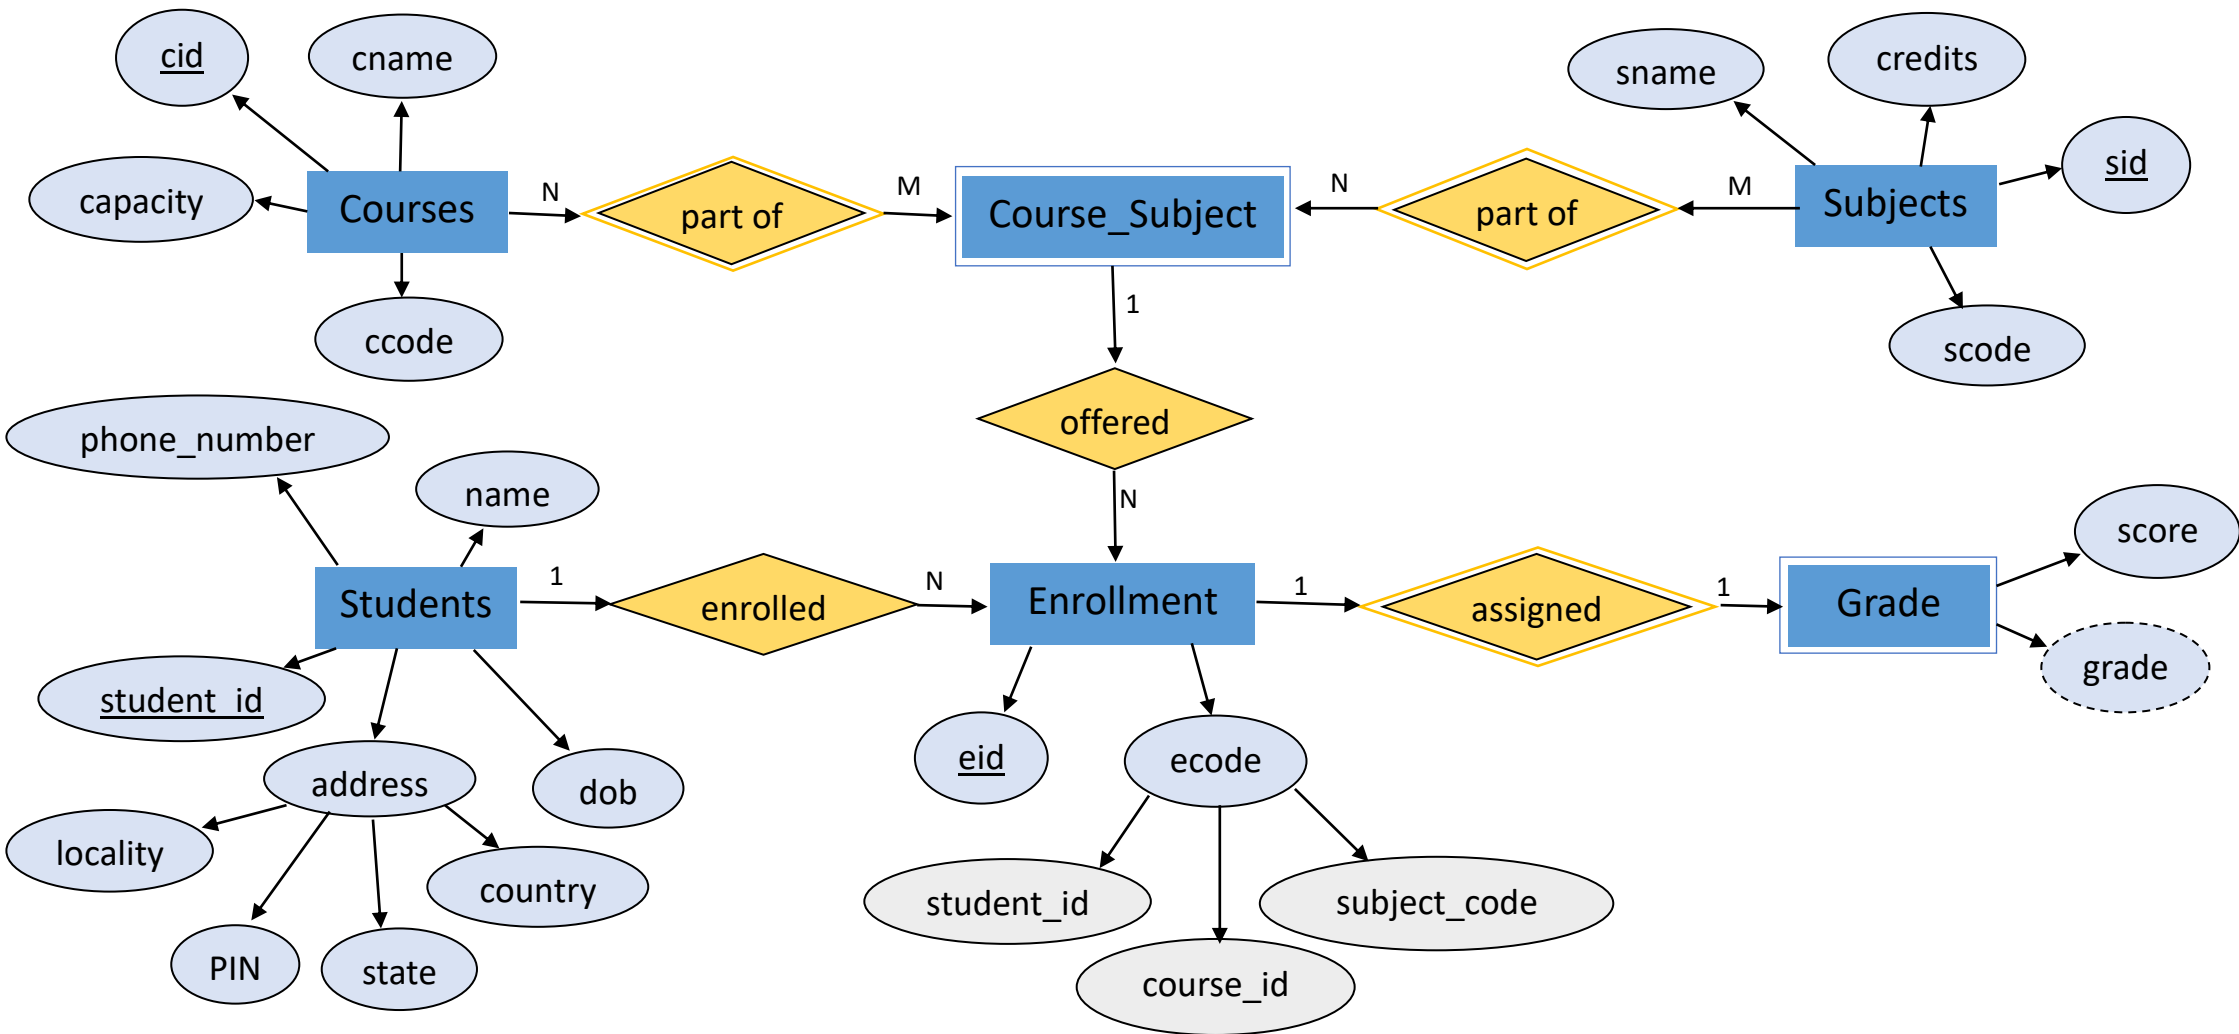 cid
cname
sname
credits
capacity
Courses
N
part of
M
Course_Subject
N
part of
M
Subjects
sid
ccode
1
scode
phone_number
offered
name
N
score
Students
1
enrolled
N
Enrollment
1
assigned
1
Grade
grade
student_id
address
dob
eid
ecode
locality
country
student_id
subject_code
PIN
state
course_id